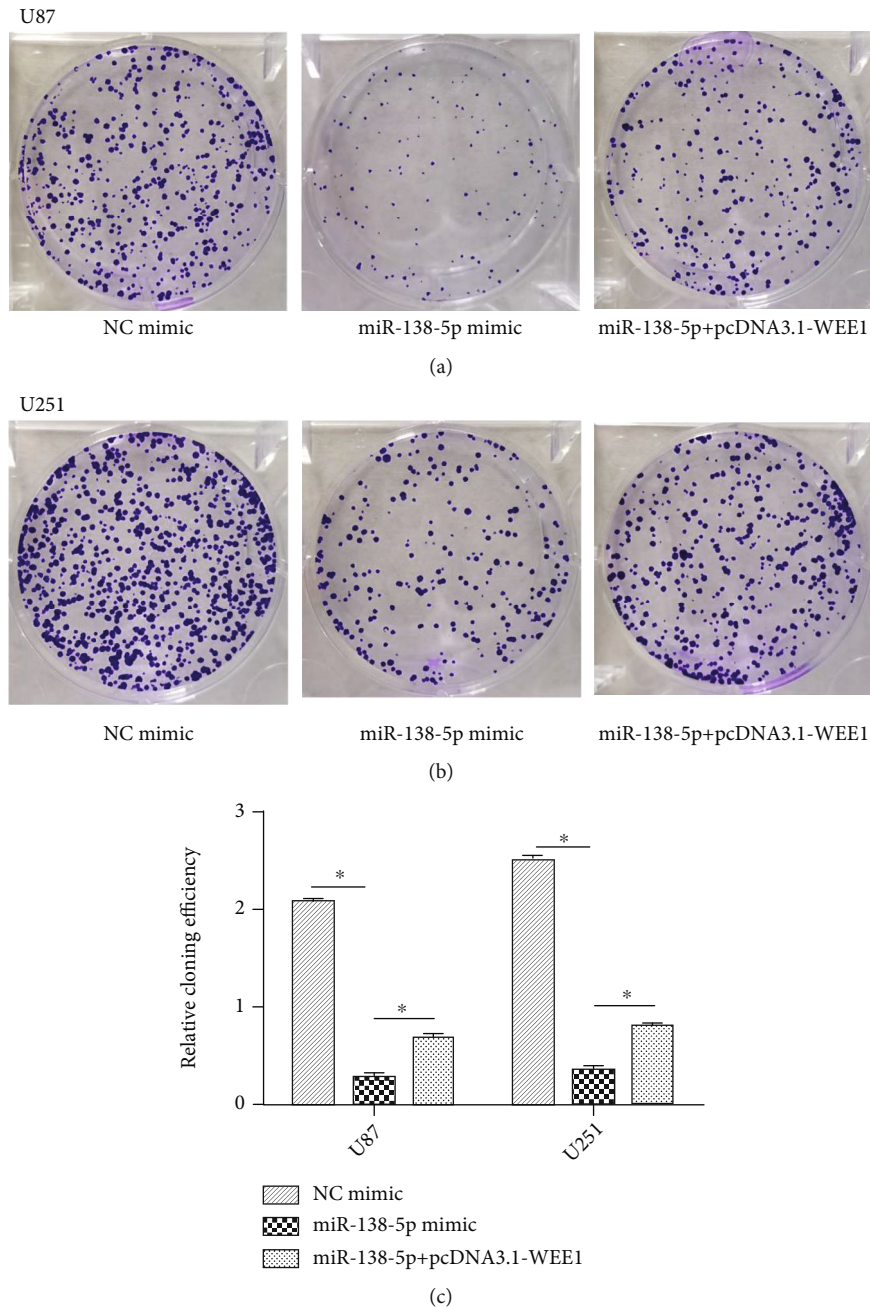 U87
NC mimic
miR-138-5p mimic
miR-138-5p+pcDNA3.1-WEE1
(a)
U251
NC mimic
miR-138-5p mimic
miR-138-5p+pcDNA3.1-WEE1
(b)
Relative cloning efficiency
3
2
1
0
*
*
*
*
U87
U251
NC mimic
miR-138-5p mimic
miR-138-5p+pcDNA3.1-WEE1
(c)